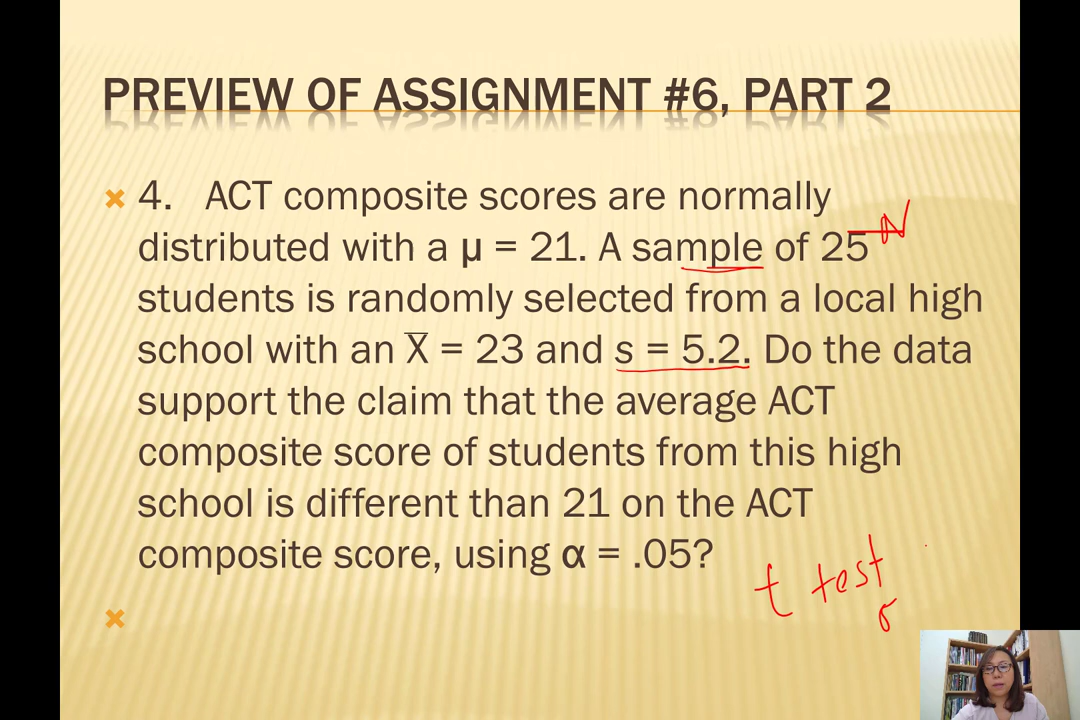 PREVIEW OF ASSIGNMENT #6, PART 2
4. ACT composite scores are normally
distributed with a μ = 21. A sample of 25 N
students is randomly selected from a local high
school with an X̅ = 23 and s = 5.2. Do the data
support the claim that the average ACT
composite score of students from this high
school is different than 21 on the ACT
composite score, using α = .05?
t test
σ